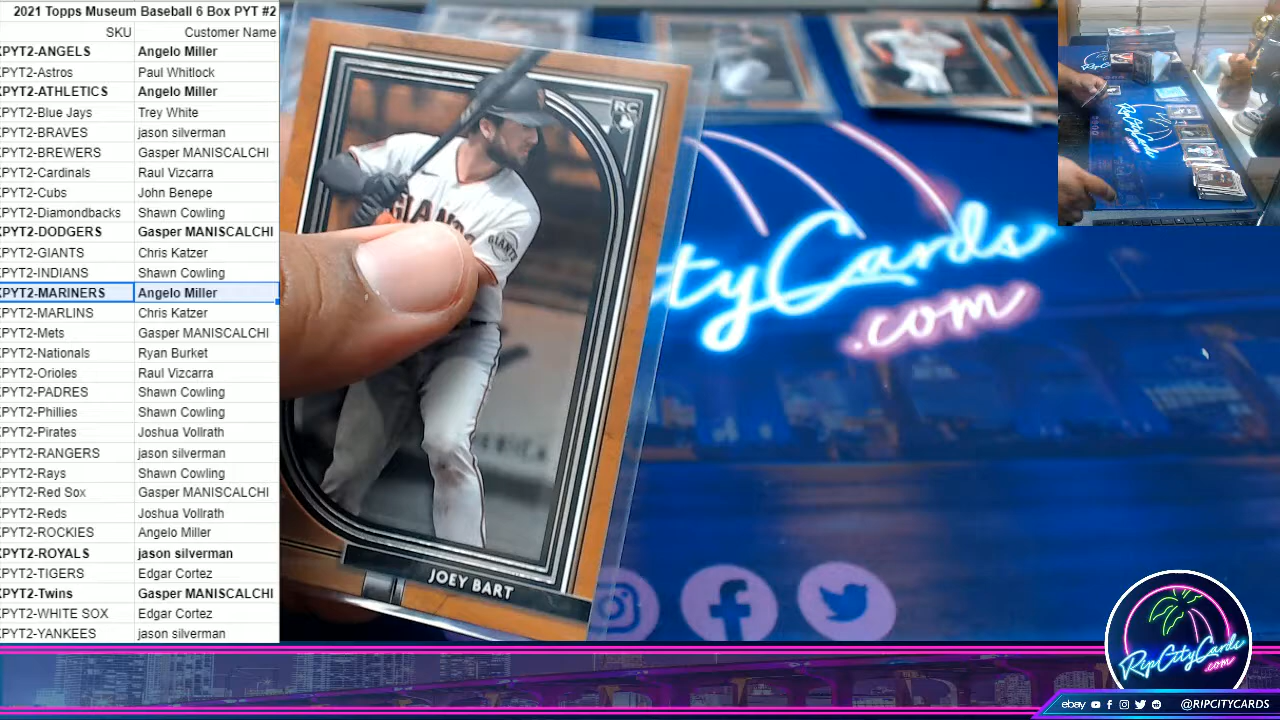 2021 Topps Museum Baseball 6 Box PYT #2
SKU Customer Name
PYT2-ANGELS Angelo Miller
PYT2-Astros Paul Whitlock
PYT2-ATHLETICS Angelo Miller
PYT2-Blue Jays Trey White
PYT2-BRAVES jason silverman
PYT2-BREWERS Gasper MANISCALCHI
PYT2-Cardinals Raul Vizcarra
PYT2-Cubs John Benepe
PYT2-Diamondbacks Shawn Cowling
PYT2-DODGERS Gasper MANISCALCHI
PYT2-GIANTS Chris Katzer
PYT2-INDIANS Shawn Cowling
PYT2-MARINERS Angelo Miller
PYT2-MARLINS Chris Katzer
PYT2-Mets Gasper MANISCALCHI
PYT2-Nationals Ryan Burket
PYT2-Orioles Raul Vizcarra
PYT2-PADRES Shawn Cowling
PYT2-Phillies Shawn Cowling
PYT2-Pirates Joshua Vollrath
PYT2-RANGERS jason silverman
PYT2-Rays Shawn Cowling
PYT2-Red Sox Gasper MANISCALCHI
PYT2-Reds Joshua Vollrath
PYT2-ROCKIES Angelo Miller
PYT2-ROYALS jason silverman
PYT2-TIGERS Edgar Cortez
PYT2-Twins Gasper MANISCALCHI
PYT2-WHITE SOX Edgar Cortez
PYT2-YANKEES jason silverman
RC
GIANTS
GIANTS
JOEY BART
tyCards
.com
RipCityCards
.com
ebay @RIPCITYCARDS